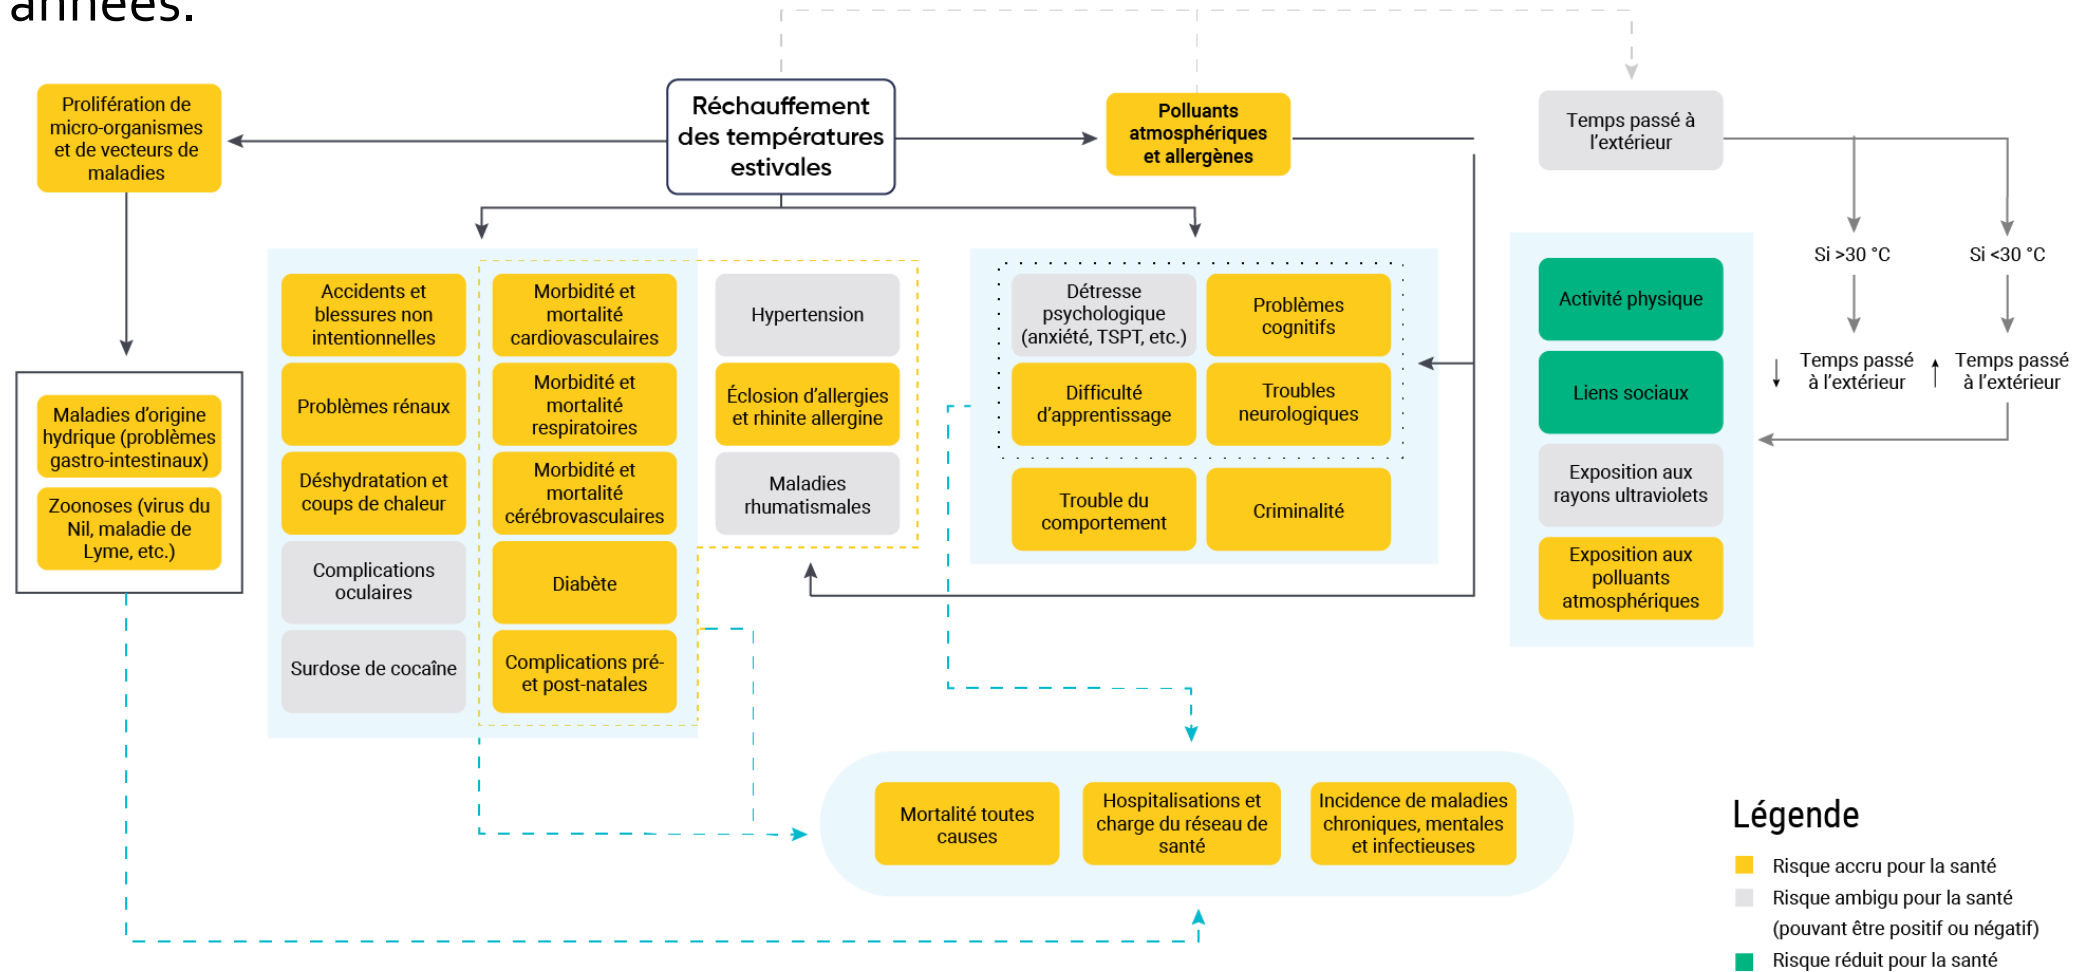 années.
Réchauffement
des températures
estivales
Prolifération de
micro-organismes
et de vecteurs de
maladies
Polluants
atmosphériques
et allergènes
Temps passé à
l'extérieur
Si >30 °C
Si <30 °C
↓ Temps passé
à l'extérieur
↑ Temps passé
à l'extérieur
Maladies d'origine
hydrique (problèmes
gastro-intestinaux)
Zoonoses (virus du
Nil, maladie de
Lyme, etc.)
Accidents et
blessures non
intentionnelles
Problèmes rénaux
Déshydratation et
coups de chaleur
Complications
oculaires
Surdose de cocaîne
Morbidité et
mortalité
cardiovasculaires
Morbidité et
mortalité
respiratoires
Morbidité et
mortalité
cérébrovasculaires
Diabète
Complications pré-
et post-natales
Hypertension
Éclosion d'allergies
et rhinite allergine
Maladies
rhumatismales
Détresse
psychologique
(anxiété, TSPT, etc.)
Problèmes
cognitifs
Difficulté
d'apprentissage
Troubles
neurologiques
Trouble du
comportement
Criminalité
Activité physique
Liens sociaux
Exposition aux
rayons ultraviolets
Exposition aux
polluants
atmosphériques
Mortalité toutes
causes
Hospitalisations et
charge du réseau de
santé
Incidence de maladies
chroniques, mentales
et infectieuses
Légende
Risque accru pour la santé
Risque ambigu pour la santé
(pouvant être positif ou négatif)
Risque réduit pour la santé